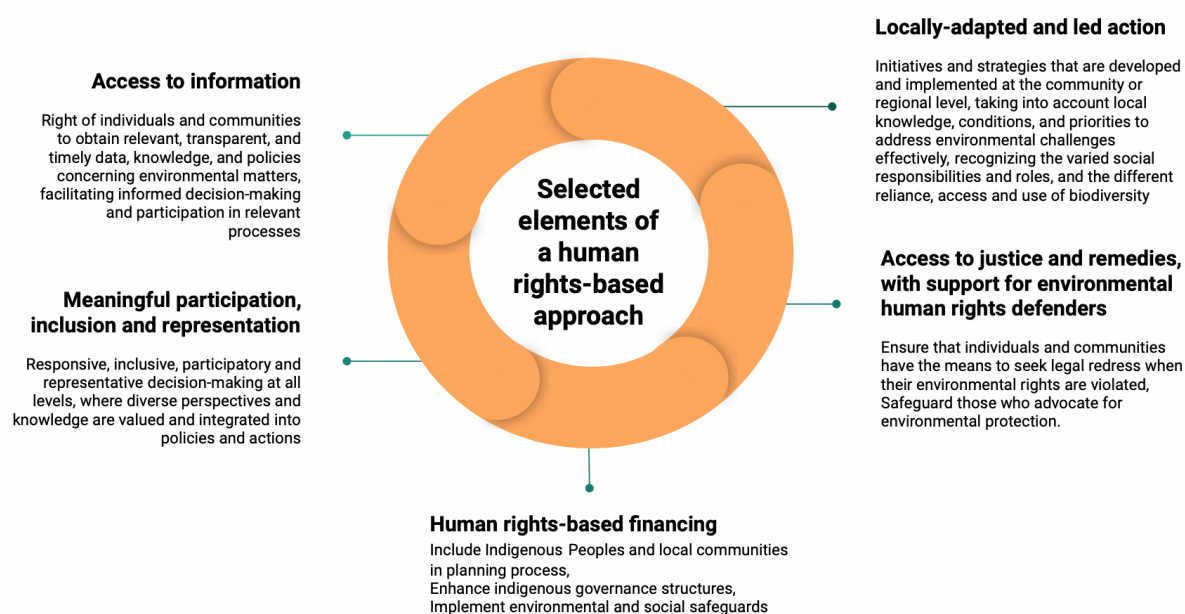 Selected
elements of
a human
rights-based
approach
Access to information
Right of individuals and communities
to obtain relevant, transparent, and
timely data, knowledge, and policies
concerning environmental matters,
facilitating informed decision-making
and participation in relevant
processes
Meaningful participation,
inclusion and representation
Responsive, inclusive, participatory and
representative decision-making at all
levels, where diverse perspectives and
knowledge are valued and integrated into
policies and actions
Human rights-based financing
Include Indigenous Peoples and local communities
in planning process,
Enhance indigenous governance structures,
Implement environmental and social safeguards
Locally-adapted and led action
Initiatives and strategies that are developed
and implemented at the community or
regional level, taking into account local
knowledge, conditions, and priorities to
address environmental challenges
effectively, recognizing the varied social
responsibilities and roles, and the different
reliance, access and use of biodiversity
Access to justice and remedies,
with support for environmental
human rights defenders
Ensure that individuals and communities
have the means to seek legal redress when
their environmental rights are violated,
Safeguard those who advocate for
environmental protection.